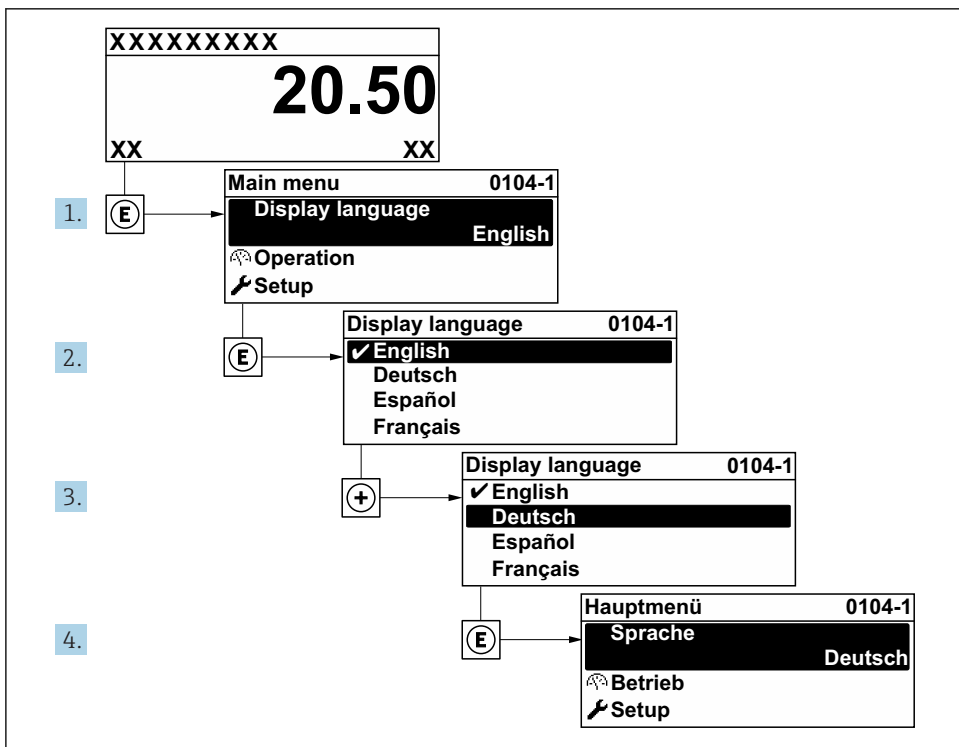 XXXXXXXXX
20.50
XX XX
1. E
Main menu 0104-1
Display language
English
Operation
Setup
2. E
Display language 0104-1
✔ English
Deutsch
Español
Français
3. +
Display language 0104-1
✔ English
Deutsch
Español
Français
4. E
Hauptmenü 0104-1
Sprache
Deutsch
Betrieb
Setup